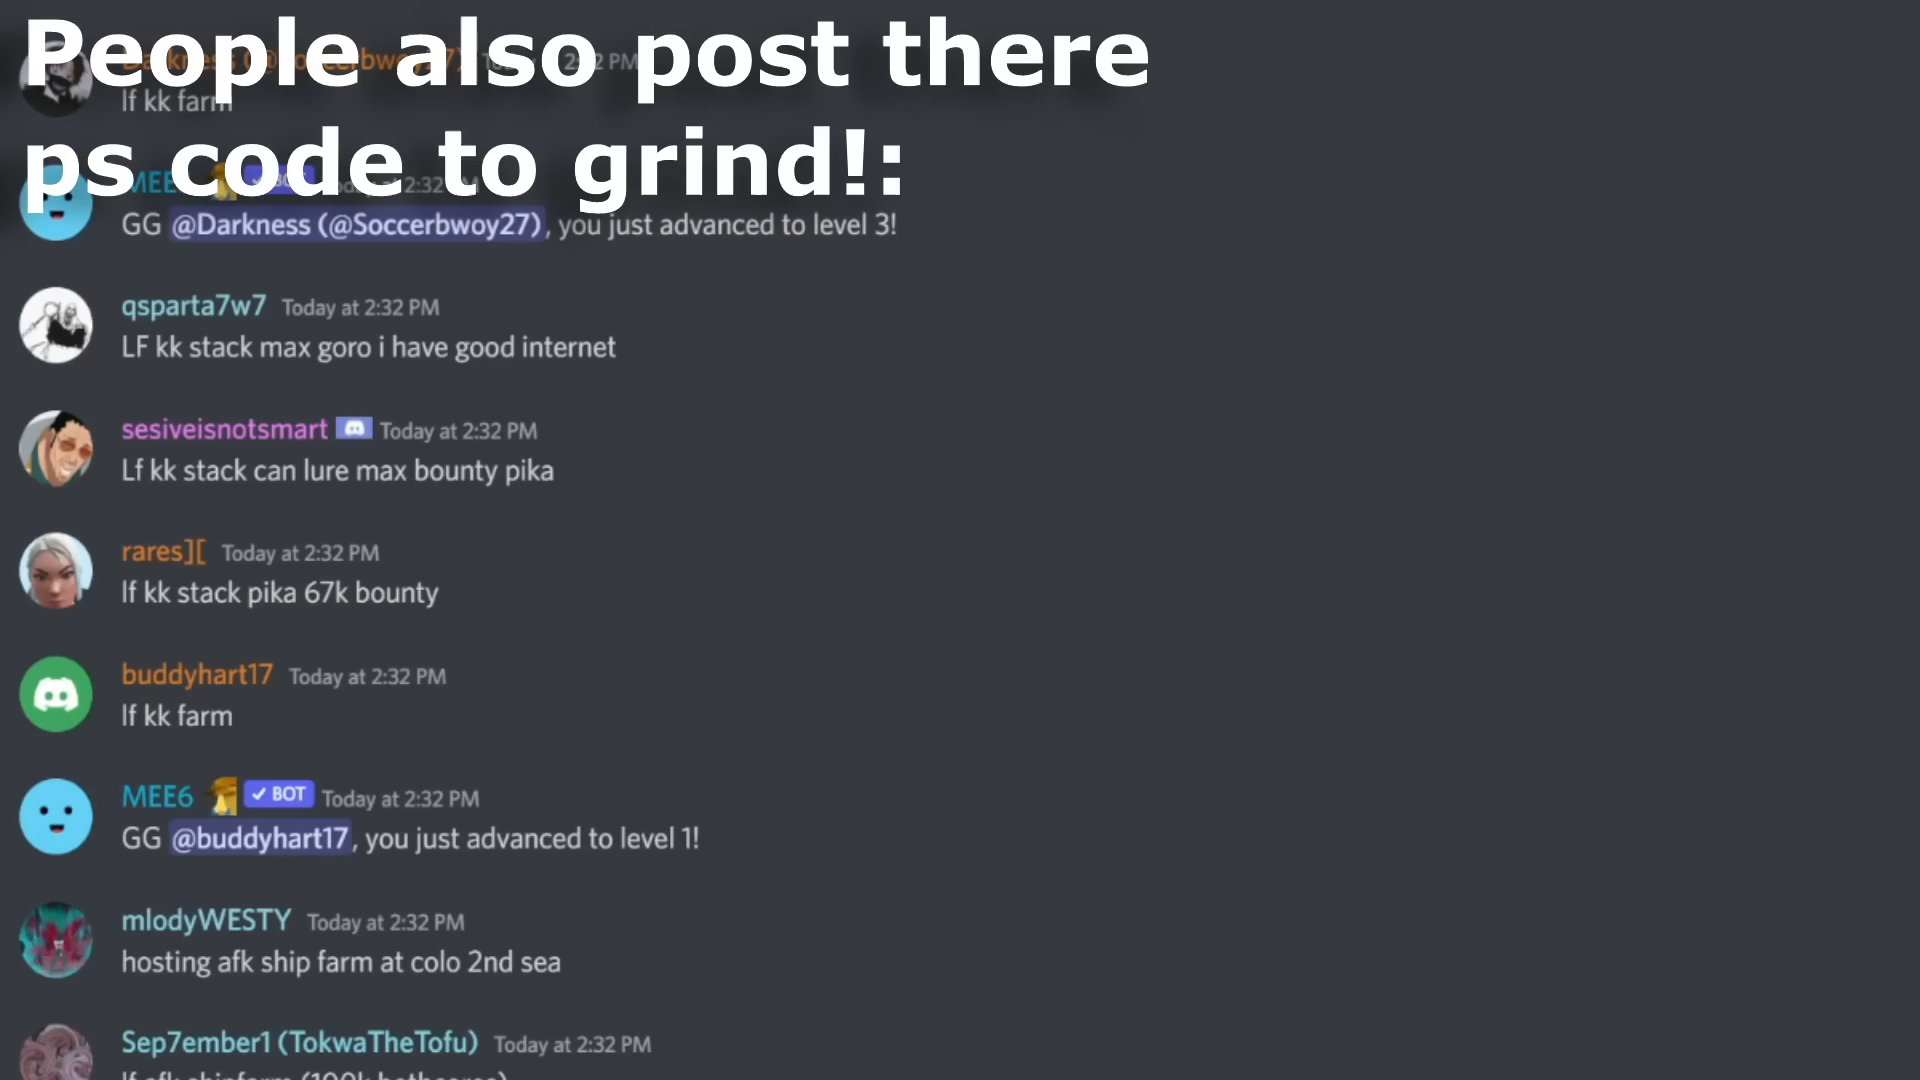 People also post there
ps code to grind!:
lf kk farm
GG @Darkness (@Soccerbwoy27), you just advanced to level 3!
qsparta7w7 Today at 2:32 PM
LF kk stack max goro i have good internet
sesiveisnotsmart Today at 2:32 PM
Lf kk stack can lure max bounty pika
rares][ Today at 2:32 PM
lf kk stack pika 67k bounty
buddyhart17 Today at 2:32 PM
lf kk farm
MEE6 BOT Today at 2:32 PM
GG @buddyhart17, you just advanced to level 1!
mlodyWESTY Today at 2:32 PM
hosting afk ship farm at colo 2nd sea
Sep7ember1 (TokwaTheTofu) Today at 2:32 PM